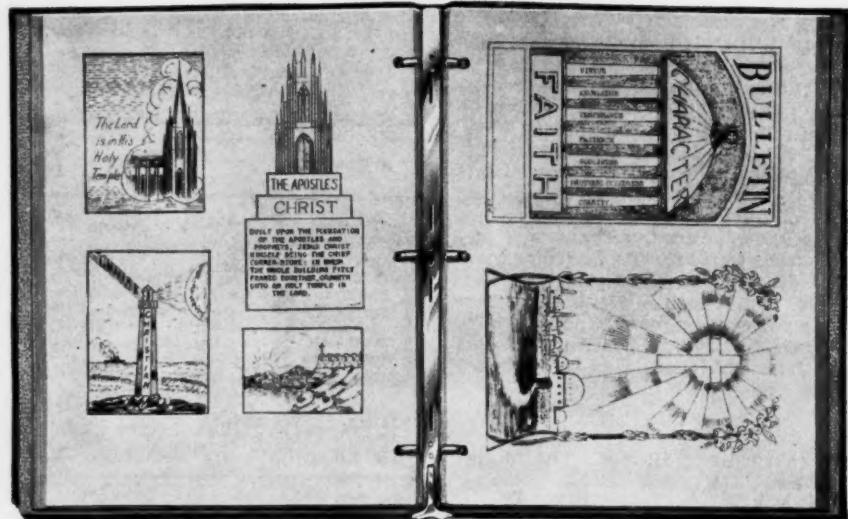 The Lord
is in His
Holy
Temple
THE APOSTLES
CHRIST
BUILT UPON THE FOUNDATION
OF THE APOSTLES AND
PROPHETS, JESUS CHRIST
HIMSELF BEING THE CHIEF
CORNER-STONE: IN WHOM
THE WHOLE BUILDING FITLY
FRAMED TOGETHER, GROWETH
UNTO AN HOLY TEMPLE IN
THE LORD.
CHRISTIAN
BULLETIN
CHARACTER
VIRTUE
KNOWLEDGE
TEMPERANCE
PATIENCE
GODLINESS
CHARITY
FAITH